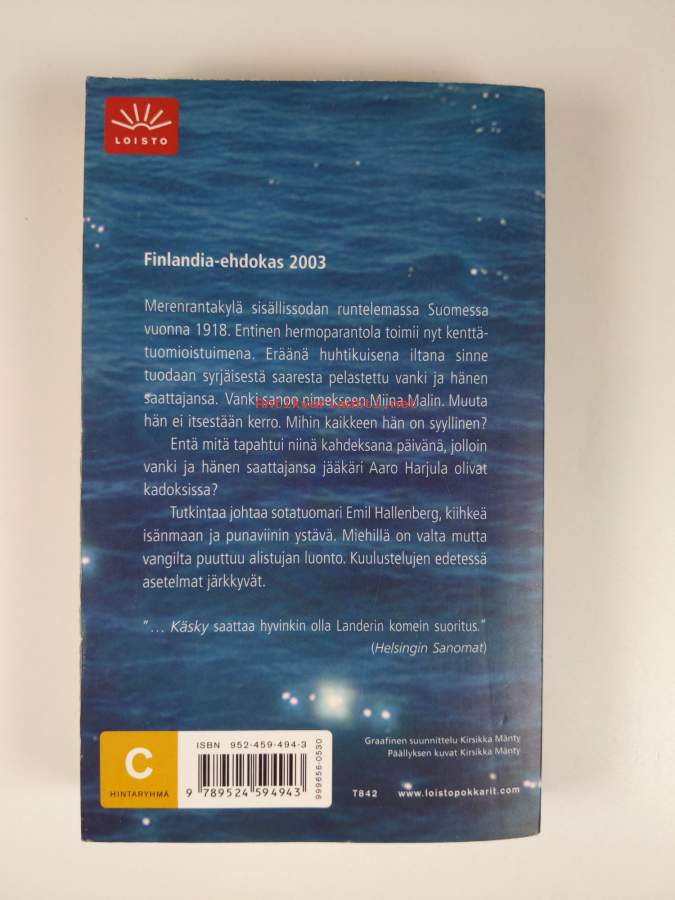 LOISTO
Finlandia-ehdokas 2003
Merenrantakylä sisällissodan runtelemassa Suomessa
vuonna 1918. Entinen hermoparantola toimii nyt kenttä-
tuomioistuimena. Eräänä huhtikuisena iltana sinne
tuodaan syrjäisestä saaresta pelastettu vanki ja hänen
saattajansa. Vanki sanoo nimekseen Miina Malin. Muuta
hän ei itsestään kerro. Mihin kaikkeen hän on syyllinen?
Entä mitä tapahtui niinä kahdeksana päivänä, jolloin
vanki ja hänen saattajansa jääkäri Aaro Harjula olivat
kadoksissa?
Tutkintaa johtaa sotatuomari Emil Hallenberg, kiihkeä
isänmaan ja punaviinin ystävä. Miehillä on valta mutta
vangilta puuttuu alistujan luonto. Kuulustelujen edetessä
asetelmat järkkyvät.
"... Käsky saattaa hyvinkin olla Landerin komein suoritus."
(Helsingin Sanomat)
C
HINTARYHMÄ
ISBN 952-459-494-3
9 789524 594943
999656-0530
Graafinen suunnittelu Kirsikka Mänty
Päällyksen kuvat Kirsikka Mänty
T842 www.loistopokkarit.com